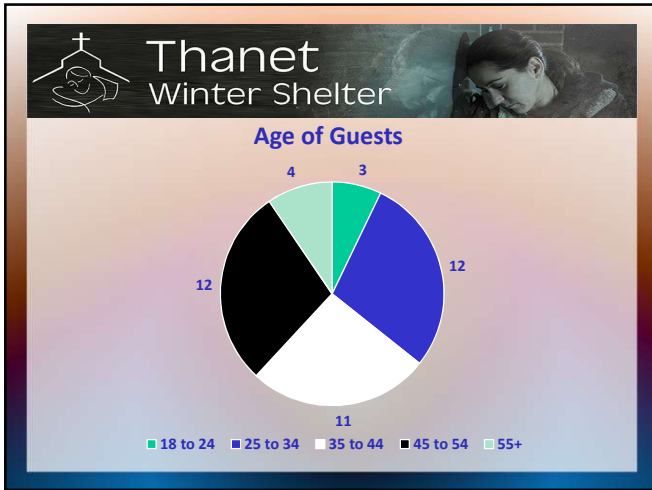 Thanet
Winter Shelter
Age of Guests
4 3
12 12
11
18 to 24 25 to 34 35 to 44 45 to 54 55+